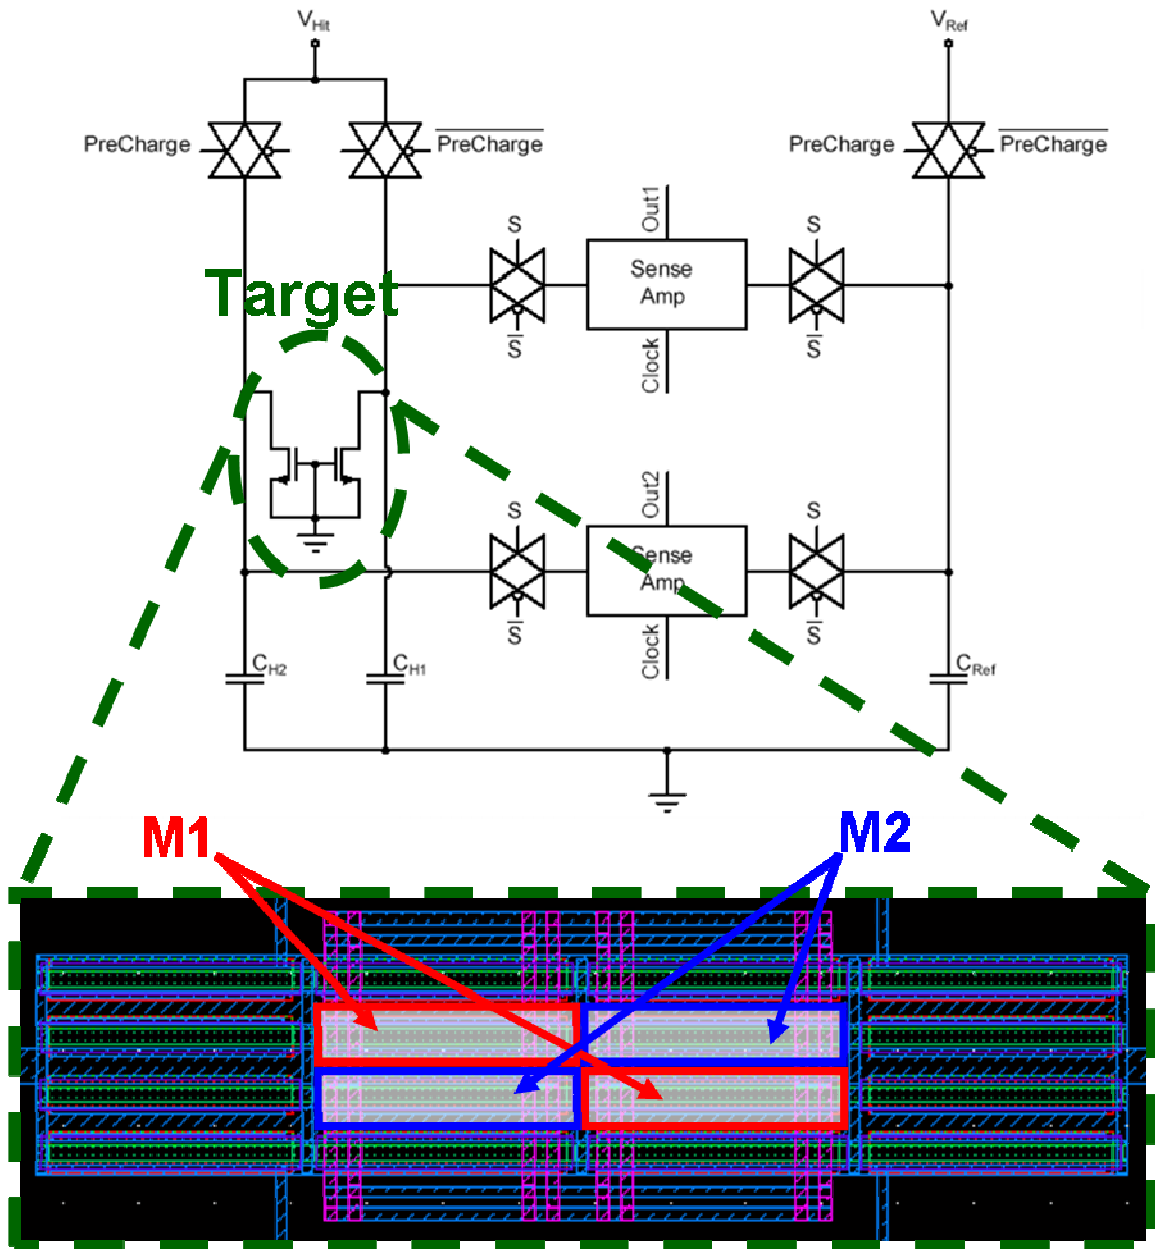 VHit
VRef
PreCharge
PreCharge
PreCharge
PreCharge
S
Out1
S
Sense
Amp
Target
S
Clock
S
S
Out2
S
Sense
Amp
S
Clock
S
CH2
CH1
CRef
M1
M2